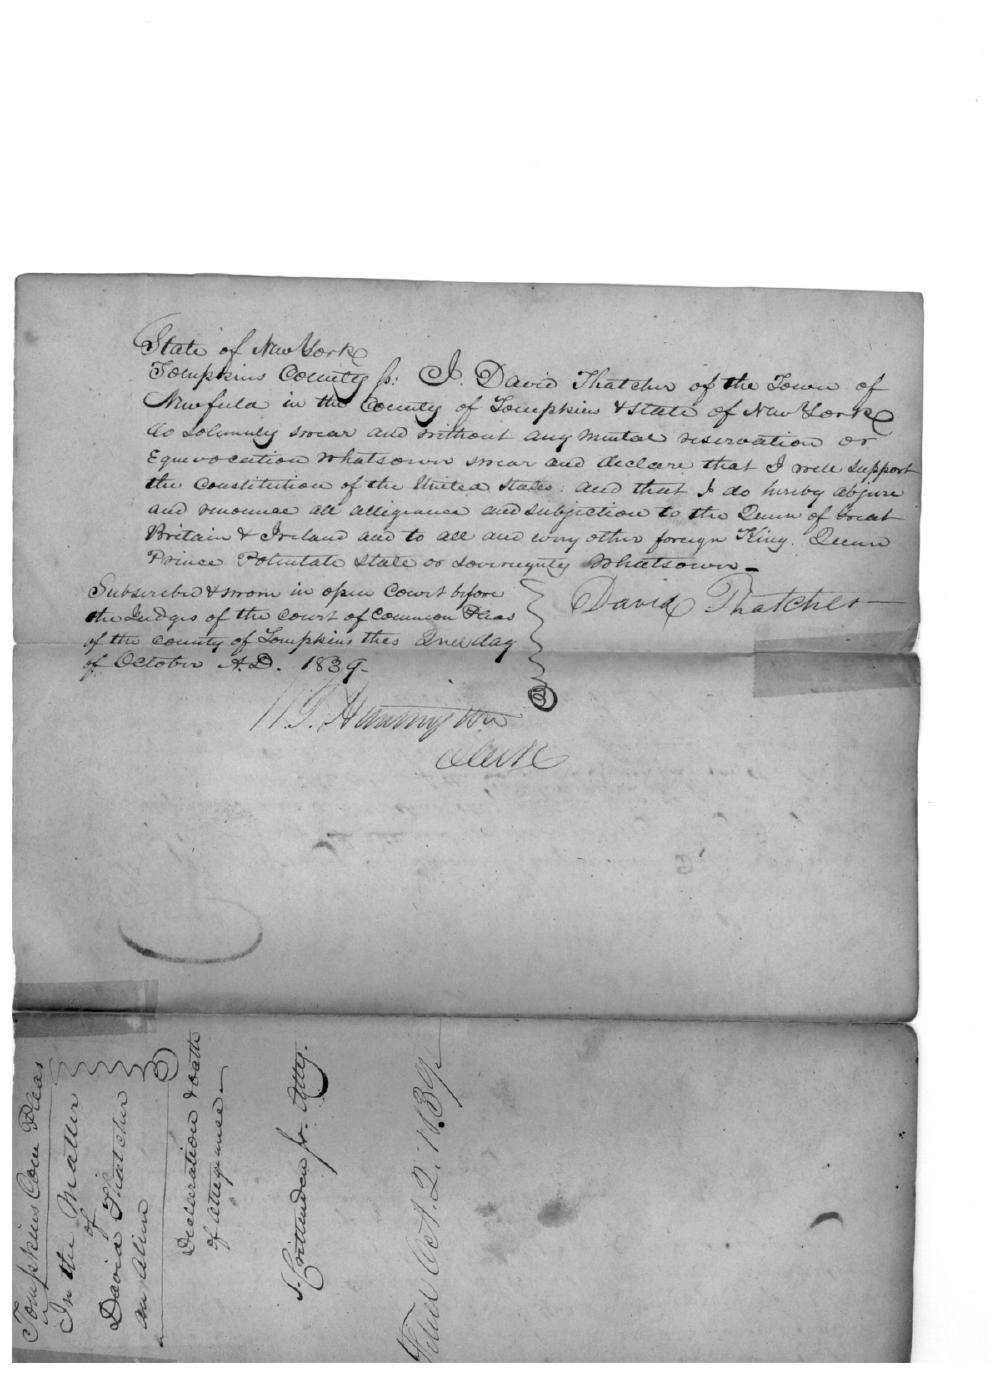 State of New York
Tompkins County ss: I. David Thatcher of the Town of
Newfield in the County of Tompkins & State of New York
do solemnly swear and without any mental reservation or
Equivocation whatsoever swear and declare that I will support
the Constitution of the United States: and that I do hereby abjure
and renounce all allegiance and subjection to the Queen of Great
Britain & Ireland and to all and every other foreign King, Queen
Prince Potentate State or Sovereignty Whatsoever—
Subscribed & sworn in open Court before
the Judges of the Court of Common Pleas
of the County of Tompkins this 2nd day
of October A.D. 1839.
David Thatcher
Clerk
Tompkins Com Pleas
In the Matter
of
David Thatcher
an Alien
Declaration & oath
of allegiance—
S. Crittenden Jr. Atty.
Filed Oct. 2. 1839